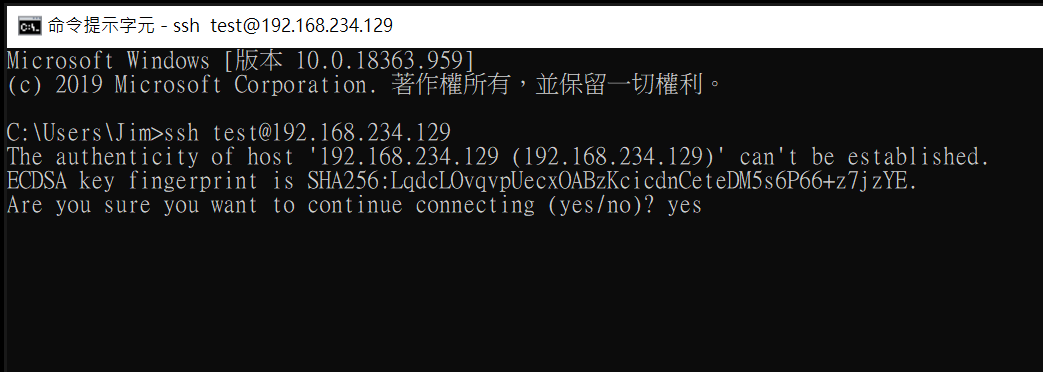 命令提示字元 - ssh  test@192.168.234.129
Microsoft Windows [版本 10.0.18363.959]
(c) 2019 Microsoft Corporation. 著作權所有，並保留一切權利。
C:\Users\Jim>ssh test@192.168.234.129
The authenticity of host '192.168.234.129 (192.168.234.129)' can't be established.
ECDSA key fingerprint is SHA256:LqdcLOvqvpUecxOABzKcicdnCeteDM5s6P66+z7jzYE.
Are you sure you want to continue connecting (yes/no)? yes